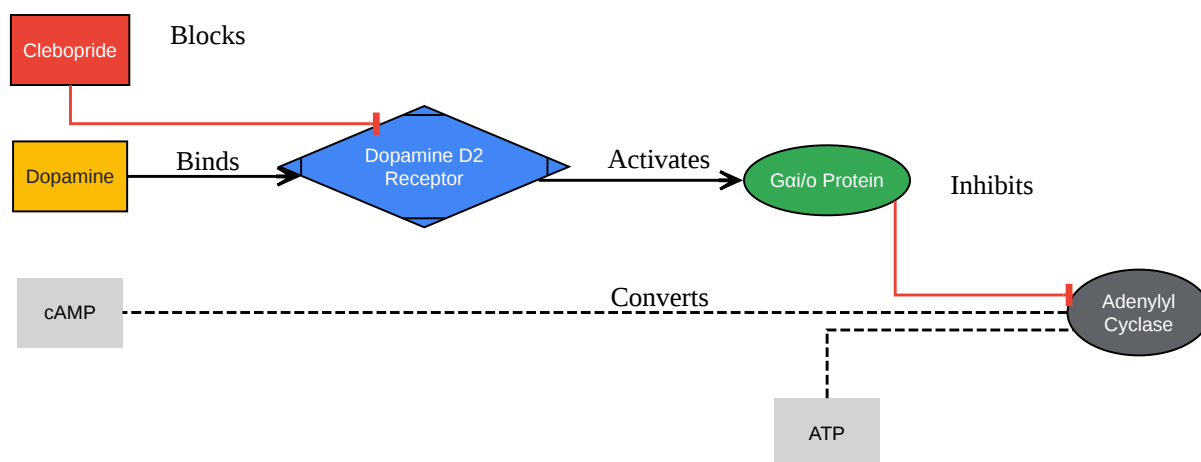 Clebopride
Blocks
Dopamine
Binds
Dopamine D2
Receptor
Activates
Gαi/o Protein
Inhibits
cAMP
Converts
Adenylyl
Cyclase
ATP